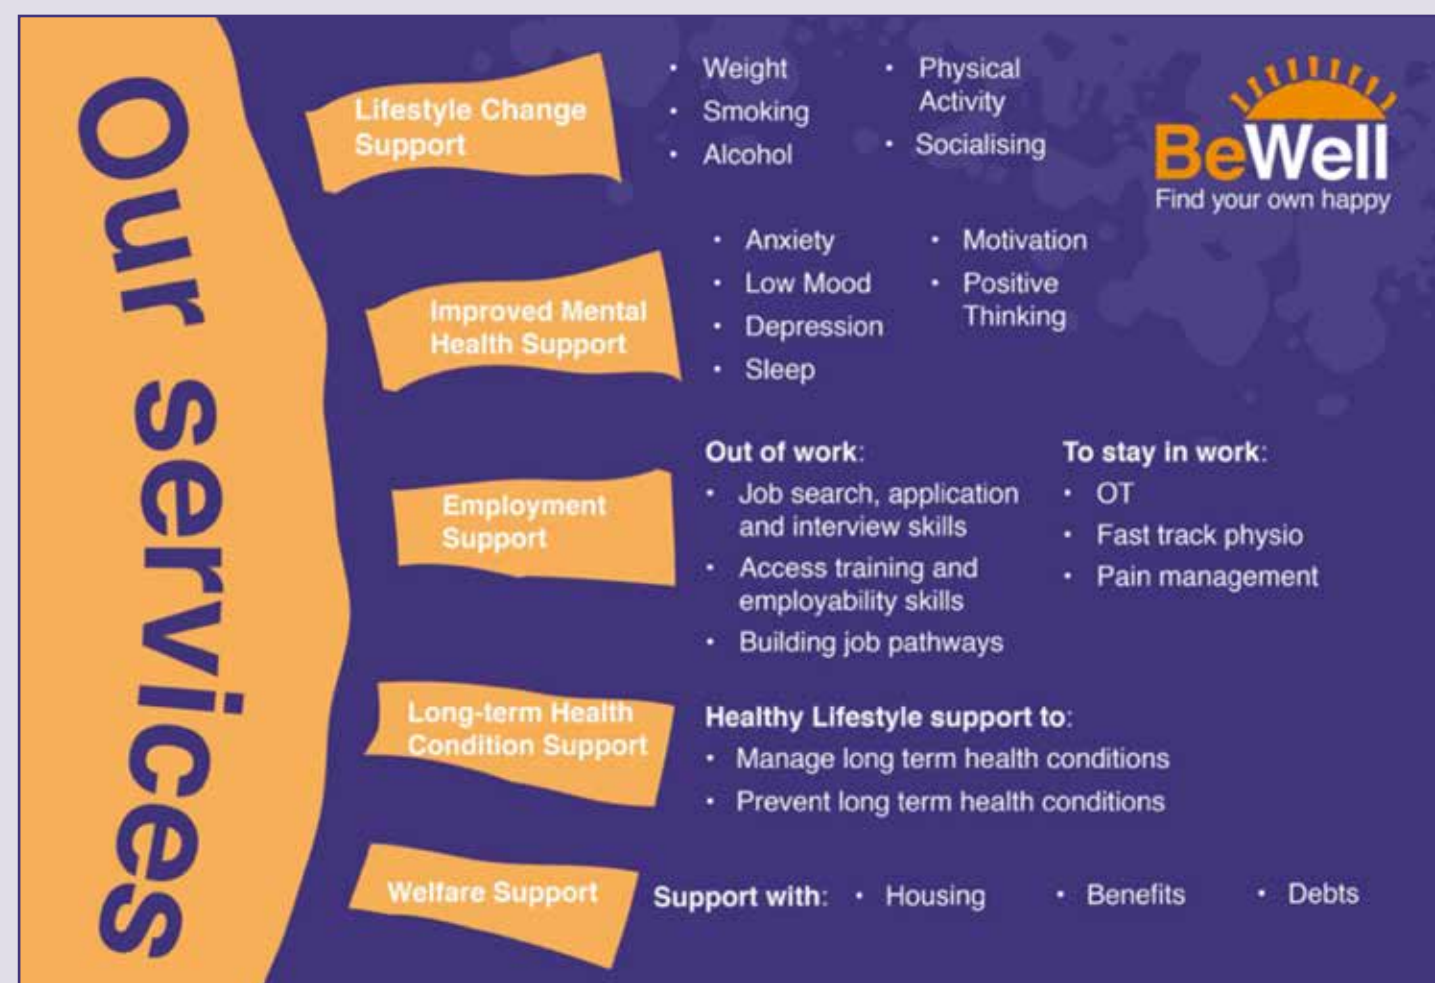 Our services
Lifestyle Change
Support
• Weight
• Smoking
• Alcohol
• Physical
Activity
• Socialising
BeWell
Find your own happy
Improved Mental
Health Support
• Anxiety
• Low Mood
• Depression
• Sleep
• Motivation
• Positive
Thinking
Employment
Support
Out of work:
• Job search, application
and interview skills
• Access training and
employability skills
• Building job pathways
To stay in work:
• OT
• Fast track physio
• Pain management
Long-term Health
Condition Support
Healthy Lifestyle support to:
• Manage long term health conditions
• Prevent long term health conditions
Welfare Support
Support with: • Housing • Benefits • Debts